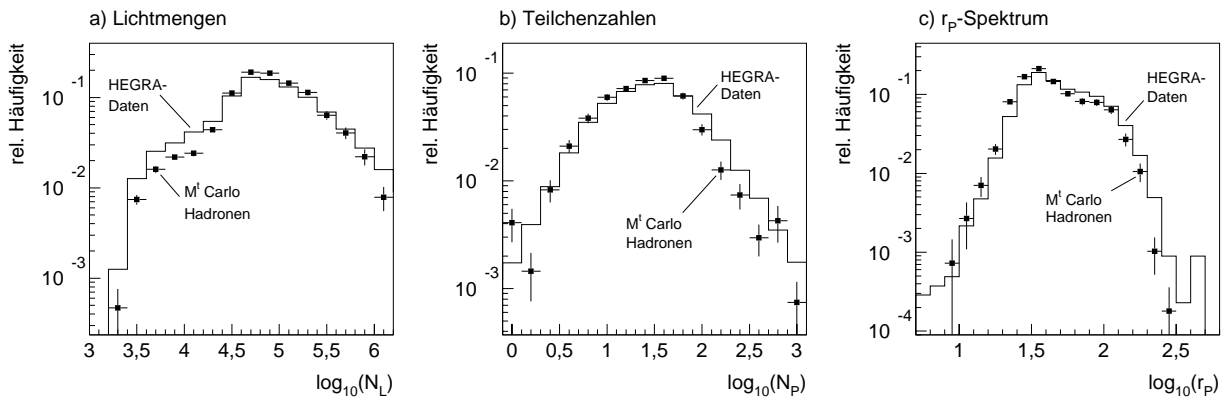 a) Lichtmengen
rel. Häufigkeit
10^-1
10^-2
10^-3
HEGRA-
Daten
M^t Carlo
Hadronen
3 3,5 4 4,5 5 5,5 6
log_10(N_L)
b) Teilchenzahlen
rel. Häufigkeit
10^-1
10^-2
10^-3
HEGRA-
Daten
M^t Carlo
Hadronen
0 0,5 1 1,5 2 2,5 3
log_10(N_P)
c) r_P-Spektrum
rel. Häufigkeit
10^-1
10^-2
10^-3
10^-4
HEGRA-
Daten
M^t Carlo
Hadronen
1 1,5 2 2,5
log_10(r_P)